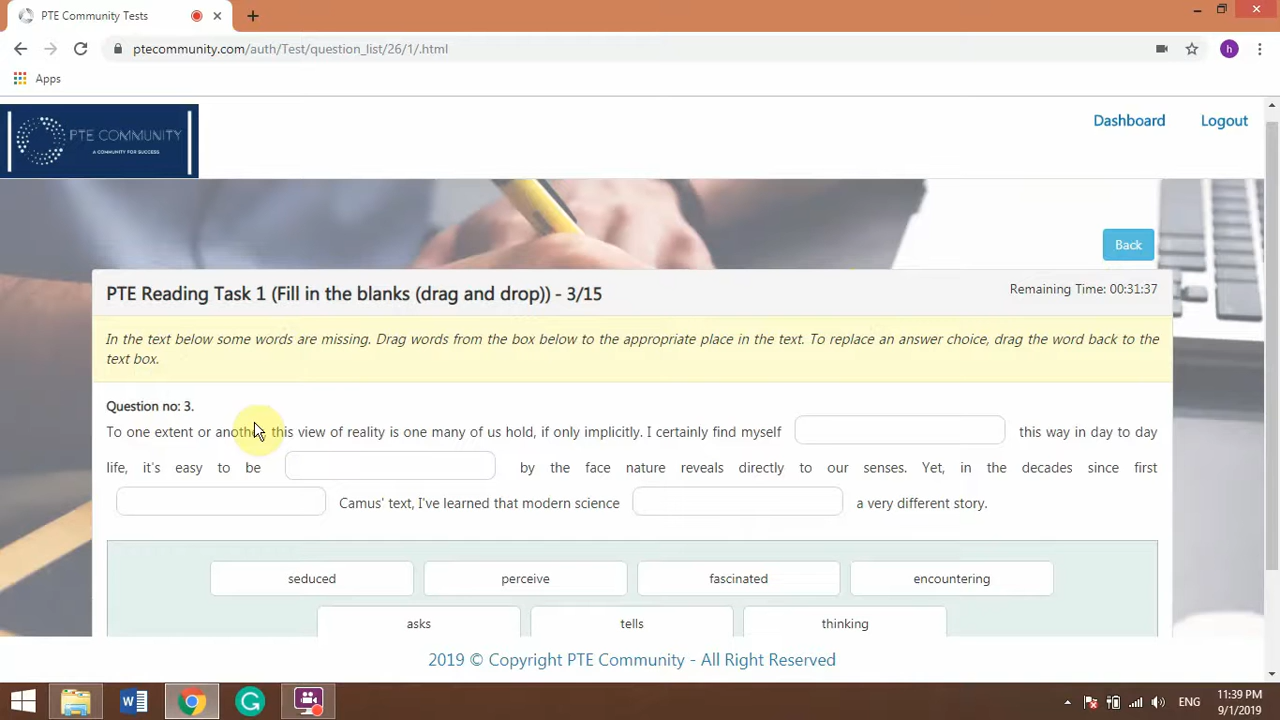 PTE Community Tests
ptecommunity.com/auth/Test/question_list/26/1/.html
h
Apps
PTE COMMUNITY
A COMMUNITY FOR SUCCESS
Dashboard Logout
Back
PTE Reading Task 1 (Fill in the blanks (drag and drop)) - 3/15
Remaining Time: 00:31:37
In the text below some words are missing. Drag words from the box below to the appropriate place in the text. To replace an answer choice, drag the word back to the
text box.
Question no: 3.
To one extent or another, this view of reality is one many of us hold, if only implicitly. I certainly find myself this way in day to day
life, it's easy to be by the face nature reveals directly to our senses. Yet, in the decades since first
Camus' text, I've learned that modern science a very different story.
seduced perceive fascinated encountering
asks tells thinking
2019 © Copyright PTE Community - All Right Reserved
ENG
11:39 PM
9/1/2019